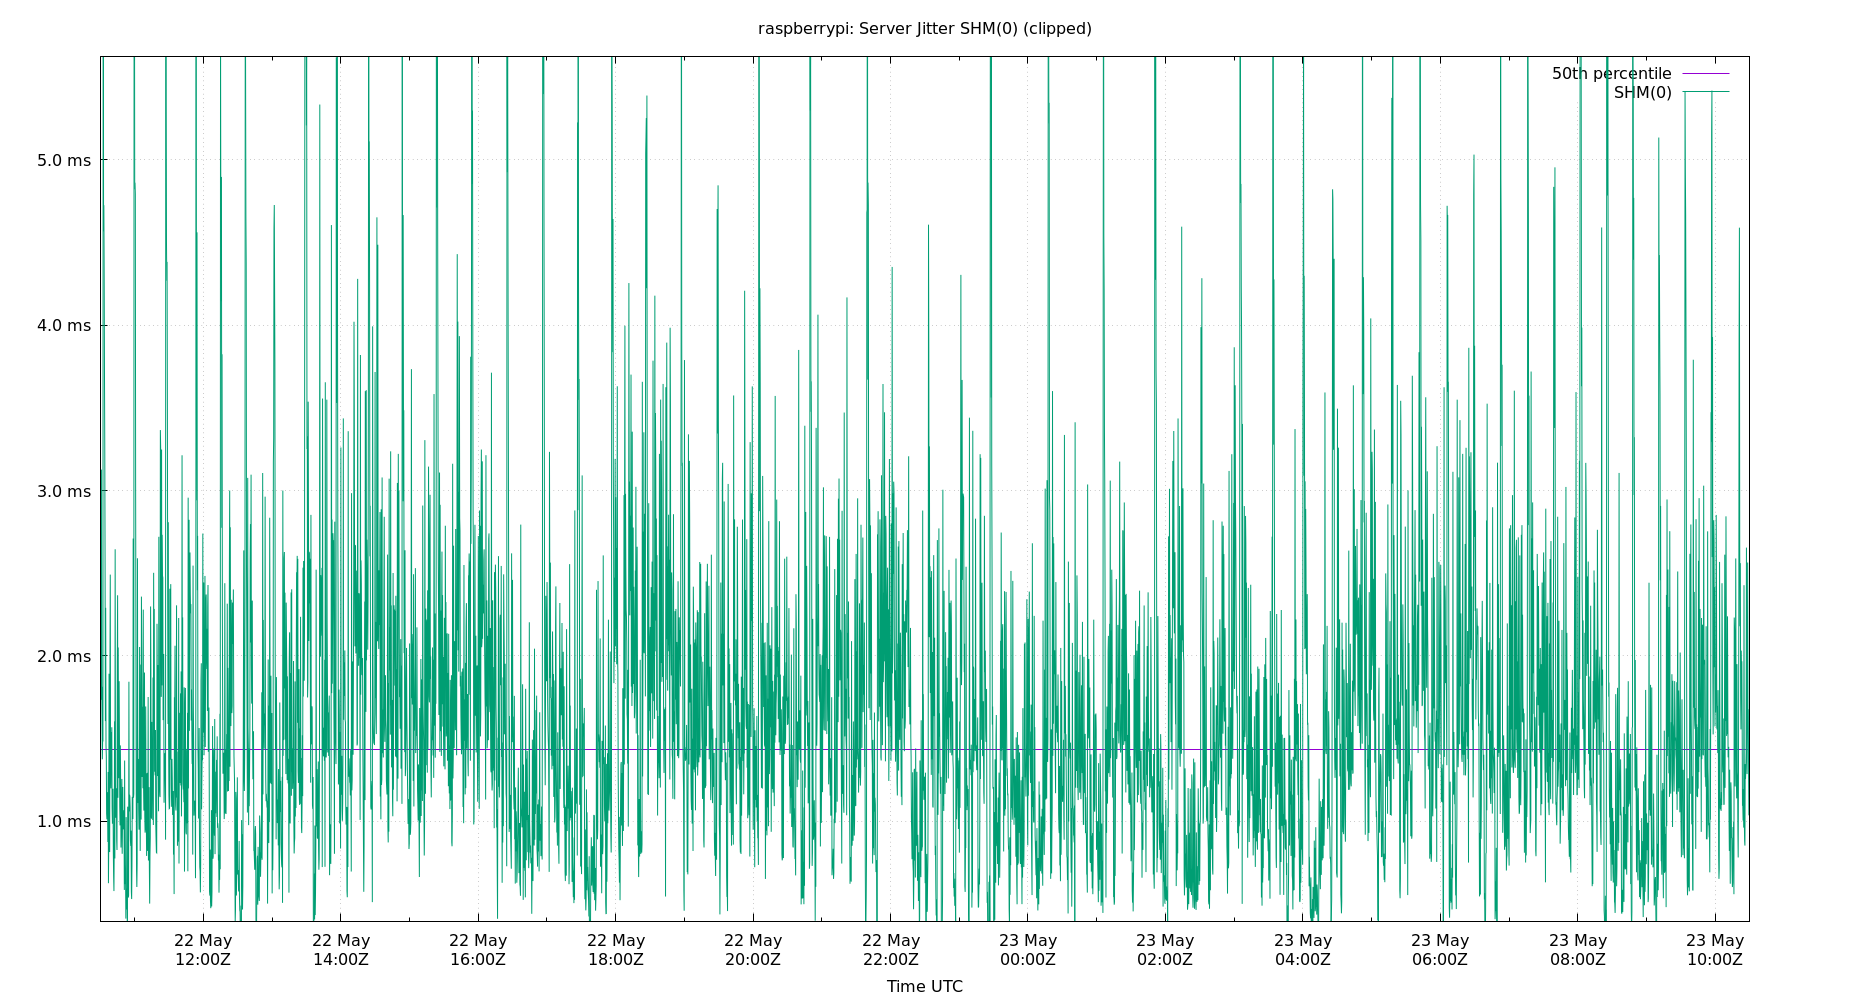 raspberrypi: Server Jitter SHM(0) (clipped)
50th percentile
SHM(0)
5.0 ms
4.0 ms
3.0 ms
2.0 ms
1.0 ms
22 May 22 May 22 May 22 May 22 May 22 May 23 May 23 May 23 May 23 May 23 May 23 May
12:00Z 14:00Z 16:00Z 18:00Z 20:00Z 22:00Z 00:00Z 02:00Z 04:00Z 06:00Z 08:00Z 10:00Z
Time UTC